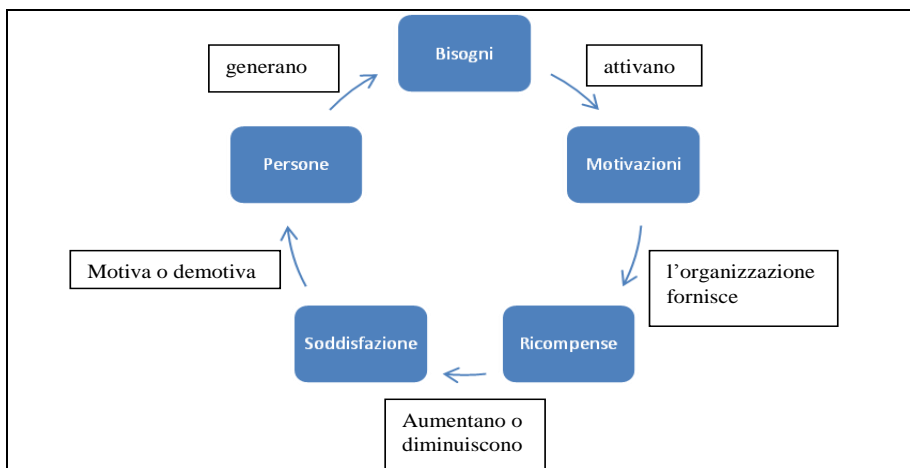 Bisogni
generano
attivano
Persone
Motivazioni
Motiva o demotiva
l'organizzazione
fornisce
Soddisfazione
Ricompense
Aumentano o
diminuiscono